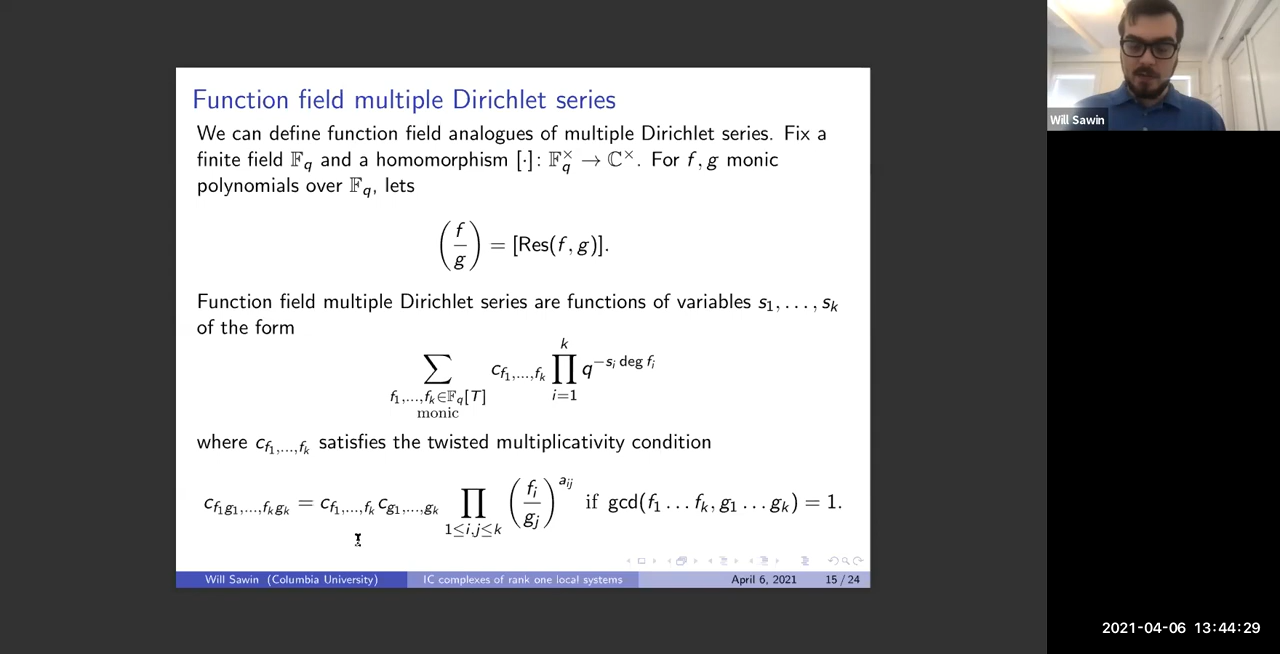 Function field multiple Dirichlet series
We can define function field analogues of multiple Dirichlet series. Fix a
finite field 𝔽_q and a homomorphism [·]: 𝔽_q^× → ℂ^×. For f, g monic
polynomials over 𝔽_q, lets
(f/g) = [Res(f, g)].
Function field multiple Dirichlet series are functions of variables s_1, . . . , s_k
of the form
∑_{f_1,...,f_k∈𝔽_q[T] monic} c_{f_1,...,f_k} ∏_{i=1}^{k} q^{−s_i deg f_i}
where c_{f_1,...,f_k} satisfies the twisted multiplicativity condition
c_{f_1g_1,...,f_kg_k} = c_{f_1,...,f_k} c_{g_1,...,g_k} ∏_{1≤i,j≤k} (f_i/g_j)^{a_{ij}} if gcd(f_1 . . . f_k, g_1 . . . g_k) = 1.
Will Sawin (Columbia University) IC complexes of rank one local systems April 6, 2021 15 / 24
Will Sawin
2021-04-06 13:44:29